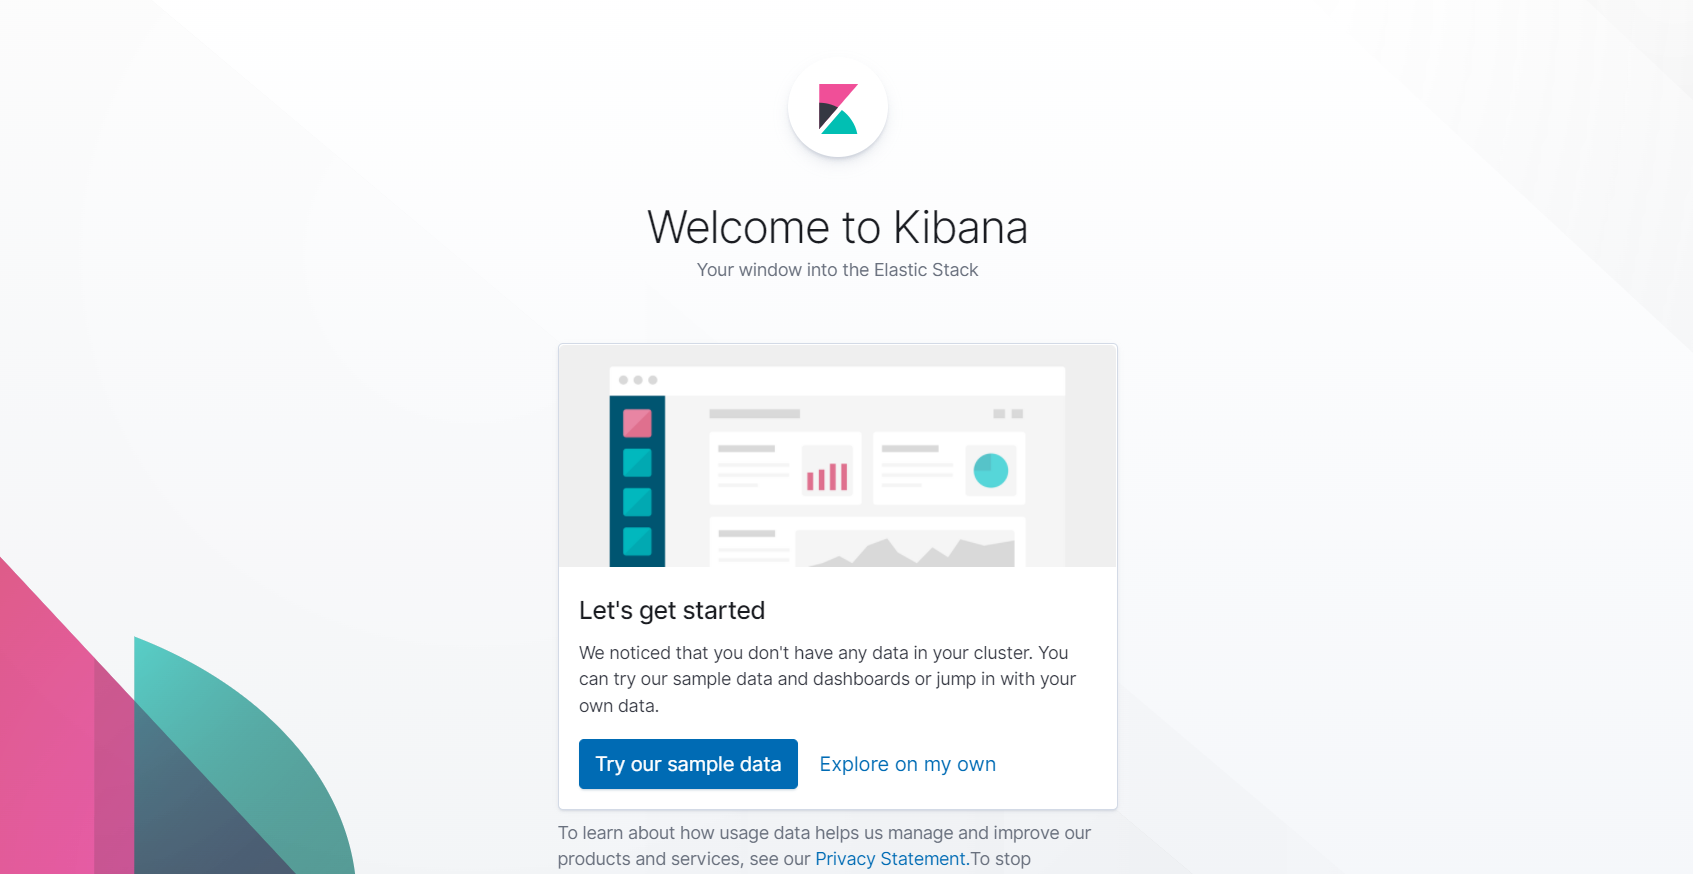 Welcome to Kibana
Your window into the Elastic Stack
Let's get started
We noticed that you don't have any data in your cluster. You
can try our sample data and dashboards or jump in with your
own data.
Try our sample data
Explore on my own
To learn about how usage data helps us manage and improve our
products and services, see our Privacy Statement.To stop